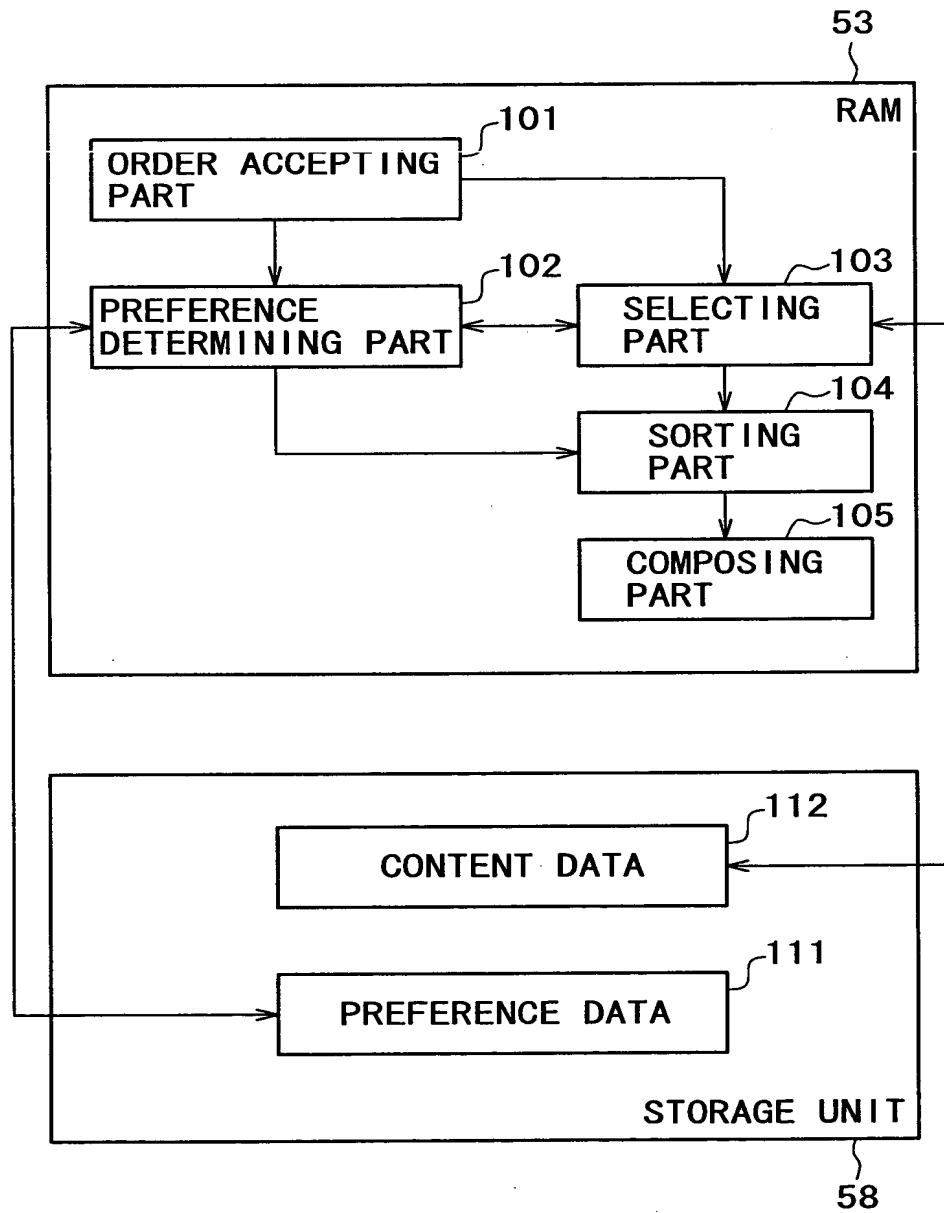 53
RAM
101
ORDER ACCEPTING
PART
102
PREFERENCE
DETERMINING PART
103
SELECTING
PART
104
SORTING
PART
105
COMPOSING
PART
112
CONTENT DATA
111
PREFERENCE DATA
STORAGE UNIT
58